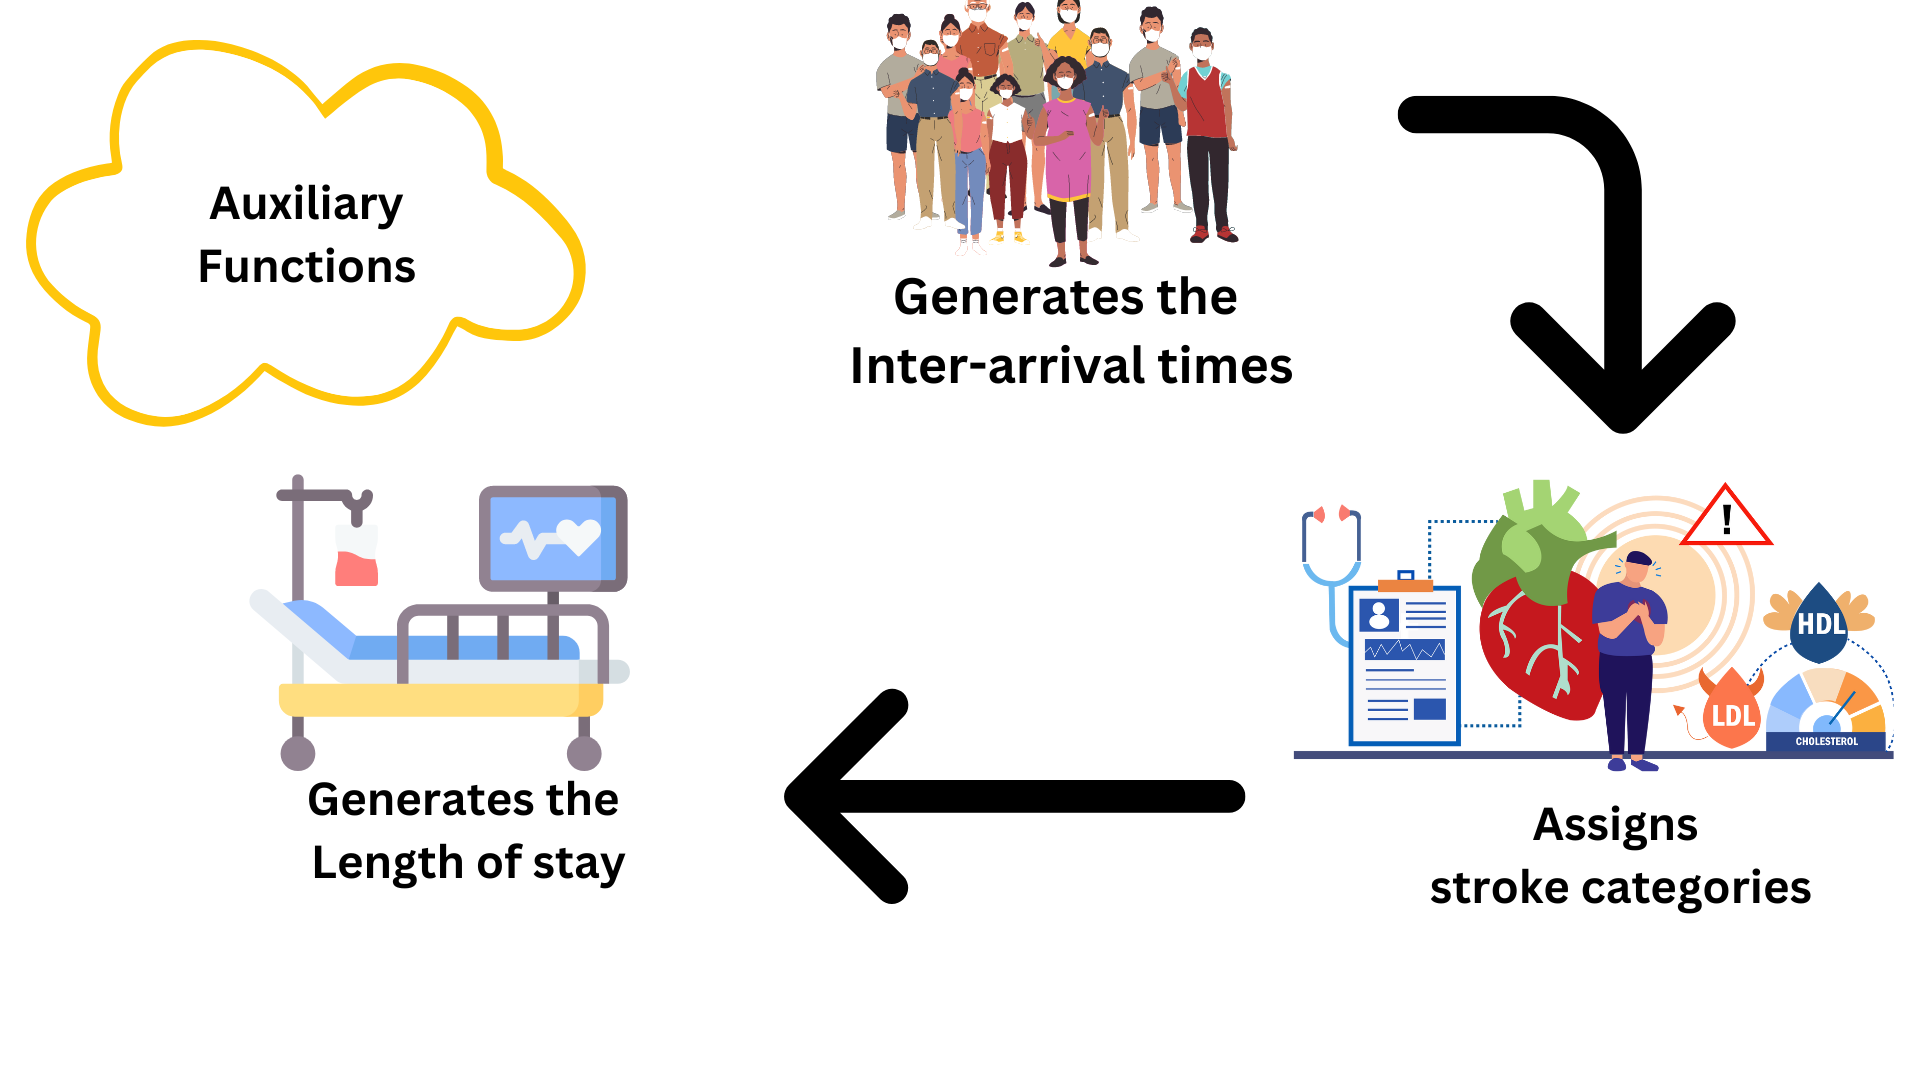 Auxiliary
Functions
Generates the
Inter-arrival times
!
HDL
LDL
CHOLESTEROL
Assigns
stroke categories
Generates the
Length of stay